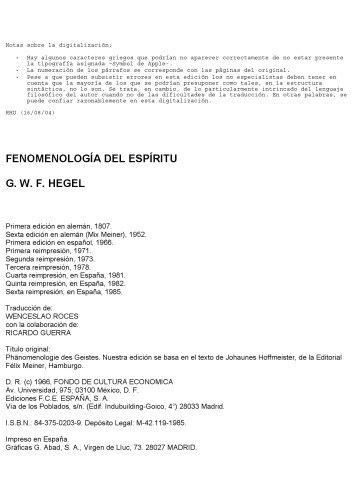 Notas sobre la digitalización:
- Hay algunos caracteres griegos que podrían no aparecer correctamente de no estar presente
la tipografía asignada -Symbol de Apple-.
- La numeración de los párrafos se corresponde con las páginas del original.
- Pese a que pueden subsistir errores en esta edición los no especialistas deben tener en
cuenta que la mayoría de los que se podrían presuponer como tales, en la estructura
sintáctica, no lo son. Se trata, en cambio, de lo particularmente intrincado del lenguaje
filosófico del autor cuando no de las dificultades de la traducción. En otras palabras, se
puede confiar razonablemente en esta digitalización.
RHU (16/08/04)
FENOMENOLOGÍA DEL ESPÍRITU
G. W. F. HEGEL
Primera edición en alemán, 1807.
Sexta edición en alemán (Mix Meiner), 1952.
Primera edición en español, 1966.
Primera reimpresión, 1971.
Segunda reimpresión, 1973.
Tercera reimpresión, 1978.
Cuarta reimpresión, en España, 1981.
Quinta reimpresión, en España, 1982.
Sexta reimpresión, en España, 1985.
Traducción de:
WENCESLAO ROCES
con la colaboración de:
RICARDO GUERRA
Título original:
Phänomenologie des Geistes. Nuestra edición se basa en el texto de Johaunes Hoffmeister, de la Editorial
Félix Meiner, Hamburgo.
D. R. (c) 1966, FONDO DE CULTURA ECONOMICA
Av. Universidad, 975; 03100 México, D. F.
Ediciones F.C.E. ESPAÑA, S. A.
Vía de los Poblados, s/n. (Edif. Indubuilding-Goico, 4°) 28033 Madrid.
I.S.B.N.: 84-375-0203-9. Depósito Legal: M-42.119-1985.
Impreso en España.
Gráficas G. Abad, S. A., Virgen de Lluc, 73. 28027 MADRID.